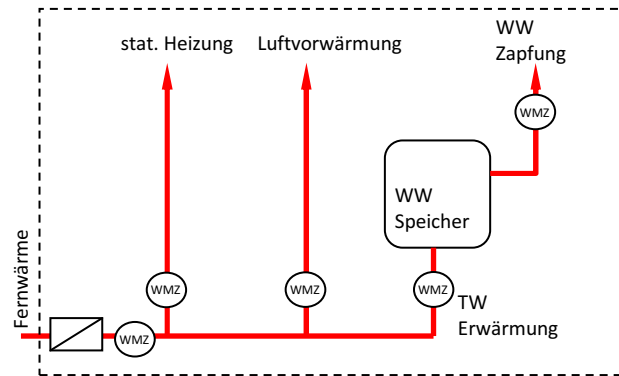 stat. Heizung
Luftvorwärmung
WW
Zapfung
WMZ
WW
Speicher
WMZ
WMZ
WMZ
TW
Erwärmung
Fernwärme
WMZ